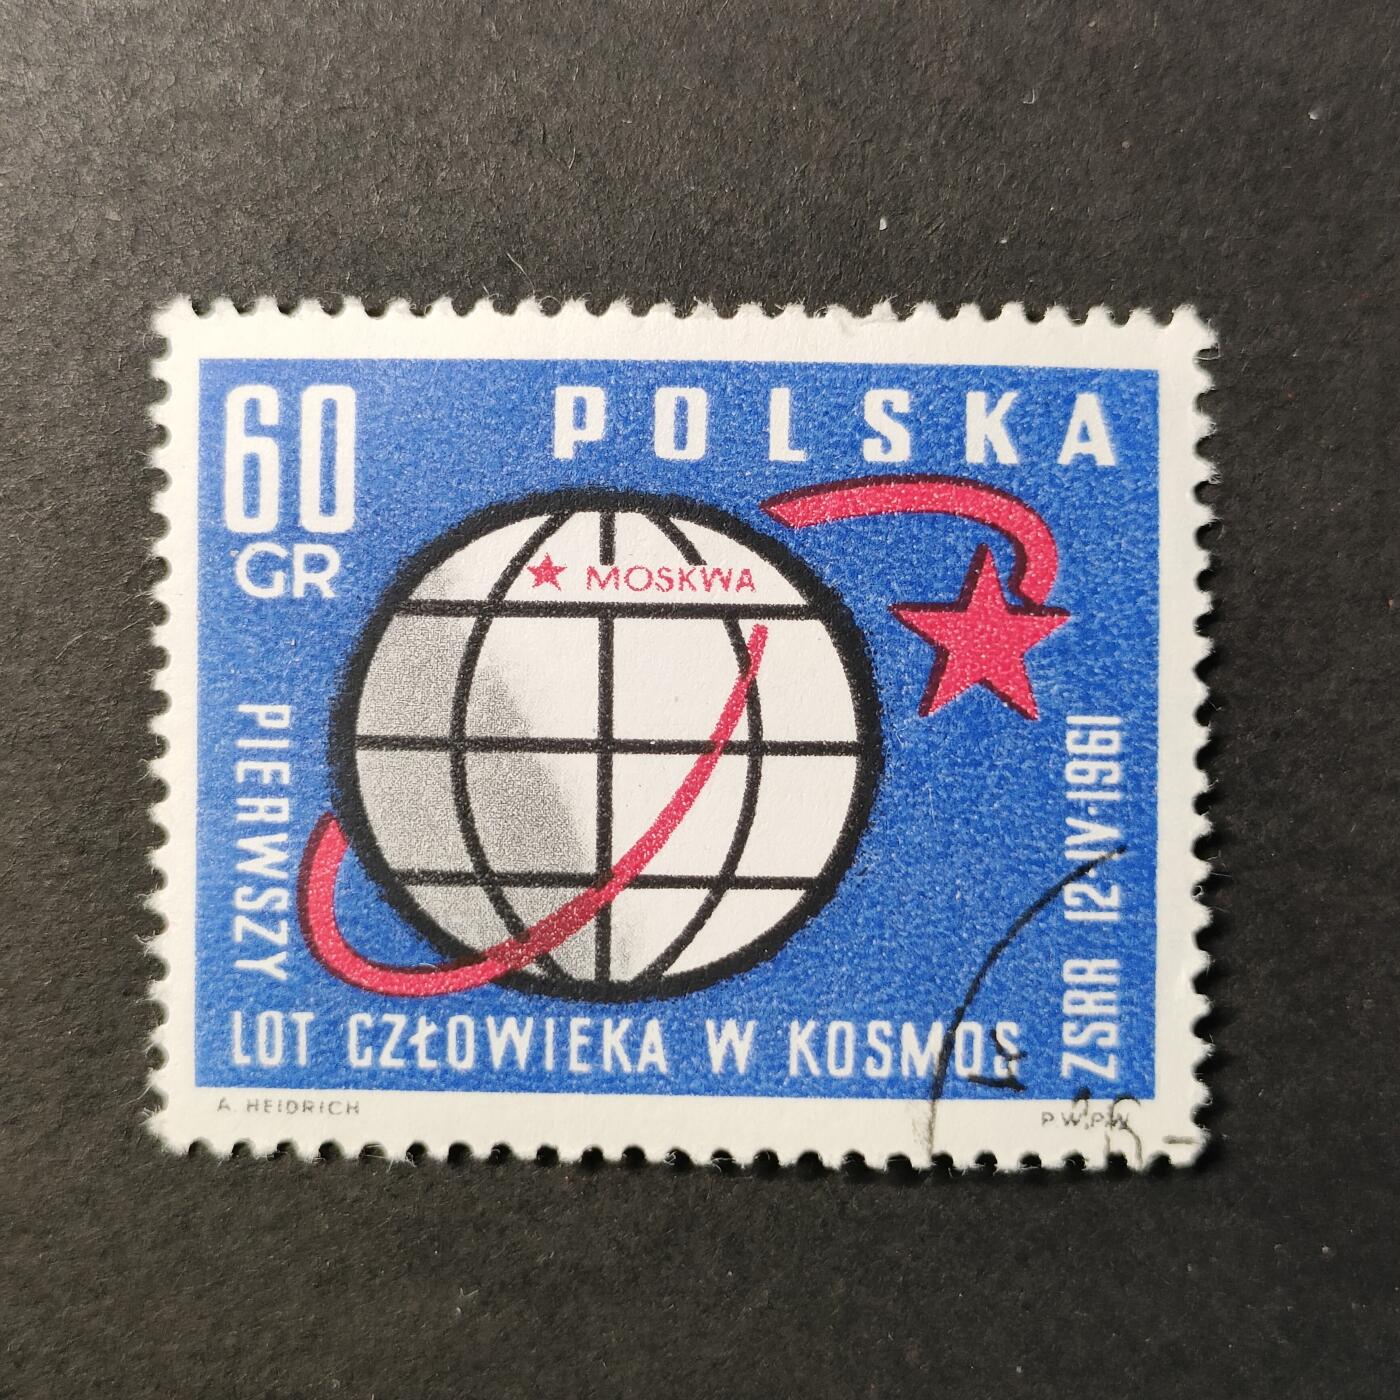 60
GR
POLSKA
MOSKWA
PIERWSZY
LOT CZŁOWIEKA W KOSMOS
ZSRR 12·IV·1961
A. HEIDRICH
P.W.P.W